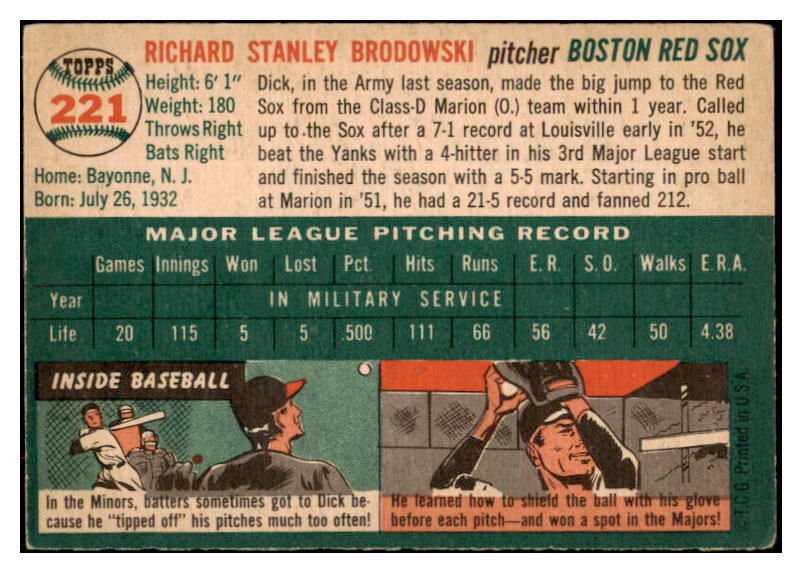 TOPPS
221
RICHARD STANLEY BRODOWSKI pitcher BOSTON RED SOX
Height: 6' 1"
Weight: 180
Throws Right
Bats Right
Home: Bayonne, N. J.
Born: July 26, 1932
Dick, in the Army last season, made the big jump to the Red
Sox from the Class-D Marion (O.) team within 1 year. Called
up to the Sox after a 7-1 record at Louisville early in '52, he
beat the Yanks with a 4-hitter in his 3rd Major League start
and finished the season with a 5-5 mark. Starting in pro ball
at Marion in '51, he had a 21-5 record and fanned 212.
MAJOR LEAGUE PITCHING RECORD
Games Innings Won Lost Pct. Hits Runs E.R. S.O. Walks E.R.A.
Year IN MILITARY SERVICE
Life 20 115 5 5 .500 111 66 56 42 50 4.38
INSIDE BASEBALL
In the Minors, batters sometimes got to Dick be-
cause he "tipped off" his pitches much too often!
He learned how to shield the ball with his glove
before each pitch—and won a spot in the Majors!
©T.C.G. Printed in U.S.A.